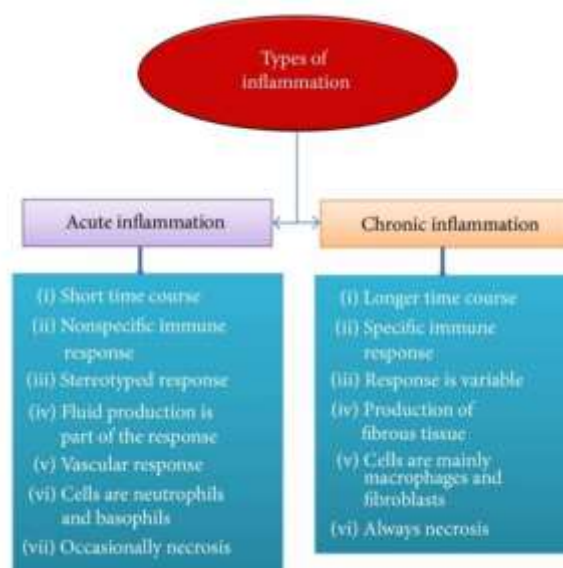 Types of
inflammation
Acute inflammation
(i) Short time course
(ii) Nonspecific immune
response
(iii) Stereotyped response
(iv) Fluid production is
part of the response
(v) Vascular response
(vi) Cells are neutrophils
and basophils
(vii) Occasionally necrosis
Chronic inflammation
(i) Longer time course
(ii) Specific immune
response
(iii) Response is variable
(iv) Production of
fibrous tissue
(v) Cells are mainly
macrophages and
fibroblasts
(vi) Always necrosis